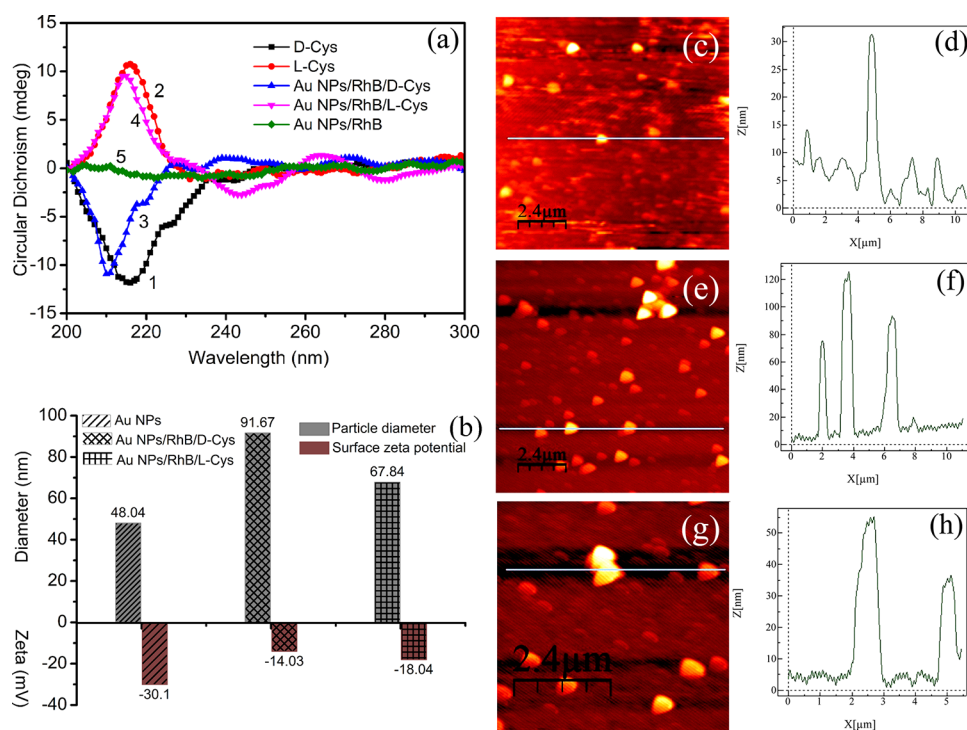 (a)
D-Cys
L-Cys
Au NPs/RhB/D-Cys
Au NPs/RhB/L-Cys
Au NPs/RhB
15
10
5
0
-5
-10
-15
Circular Dichroism (mdeg)
2
4
5
3
1
200
220
240
260
280
300
Wavelength (nm)
(b)
Au NPs
Au NPs/RhB/D-Cys
Au NPs/RhB/L-Cys
Particle diameter
Surface zeta potential
100
80
60
40
20
0
-20
-40
Diameter (nm)
Zeta (mV)
48.04
91.67
67.84
-30.1
-14.03
-18.04
(c)
2.4μm
(d)
Z[nm]
30
25
20
15
10
5
0
0
2
4
6
8
10
X[μm]
(e)
2.4μm
(f)
Z[nm]
120
100
80
60
40
20
0
0
2
4
6
8
10
X[μm]
(g)
2.4μm
(h)
Z[nm]
50
40
30
20
10
0
0
1
2
3
4
5
X[μm]